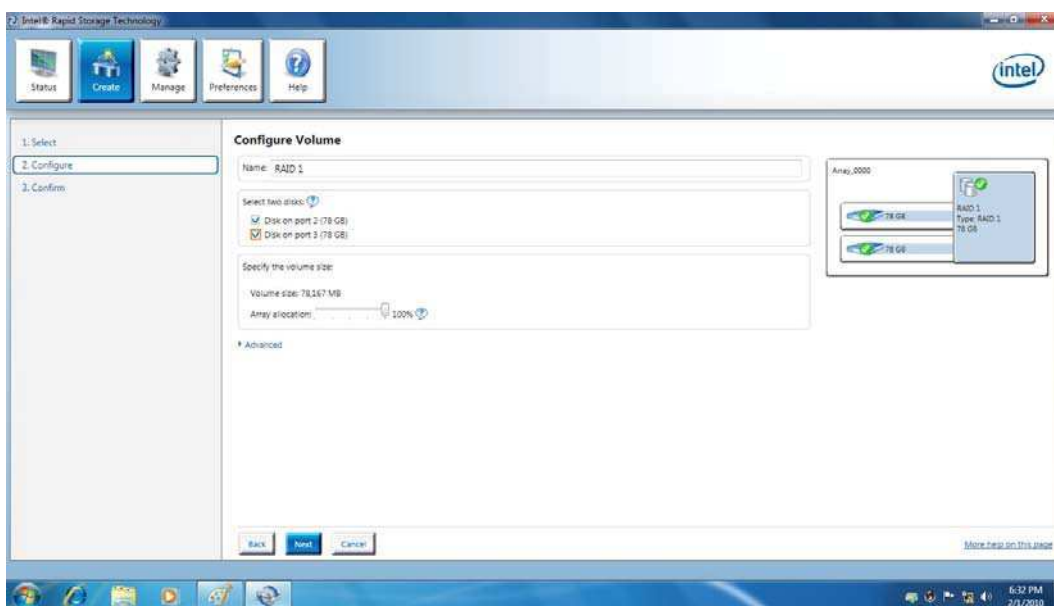 Intel® Rapid Storage Technology
Status
Create
Manage
Preferences
Help
intel
1. Select
2. Configure
3. Confirm
Configure Volume
Name: RAID 1
Select two disks:
Disk on port 2 (78 GB)
Disk on port 3 (78 GB)
Specify the volume size:
Volume size: 78,167 MB
Array allocation: 100%
Advanced
Array_0000
78 GB
78 GB
RAID 1
Type: RAID 1
78 GB
Back
Next
Cancel
More help on this page
6:32 PM
2/1/2010